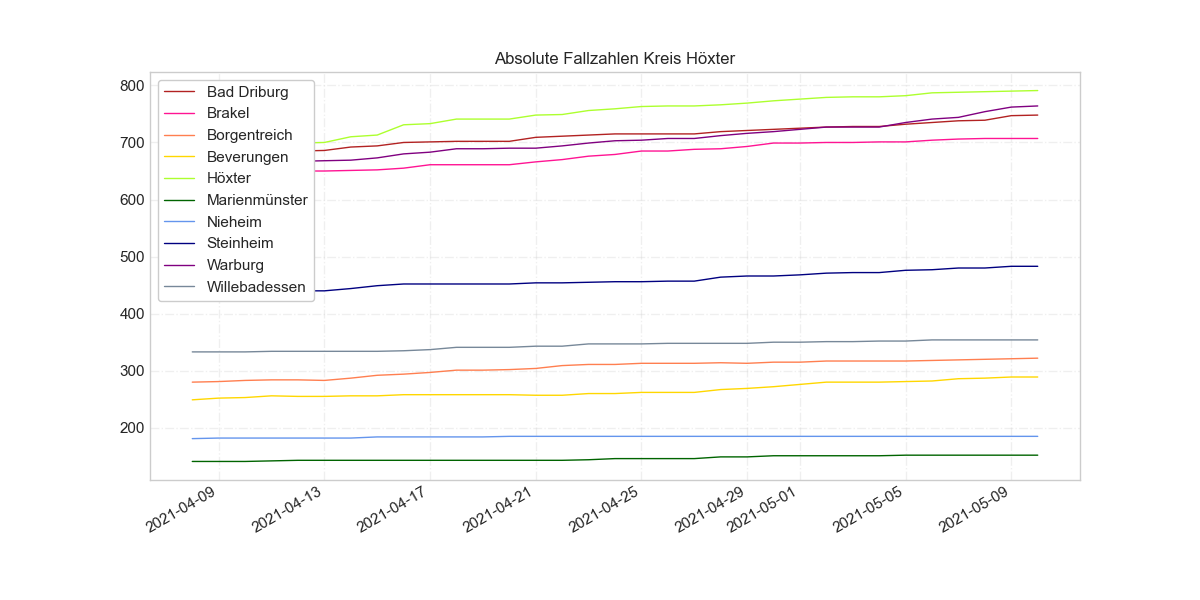 Absolute Fallzahlen Kreis Höxter
800
700
600
500
400
300
200
Bad Driburg
Brakel
Borgentreich
Beverungen
Höxter
Marienmünster
Nieheim
Steinheim
Warburg
Willebadessen
2021-04-09
2021-04-13
2021-04-17
2021-04-21
2021-04-25
2021-04-29
2021-05-01
2021-05-05
2021-05-09